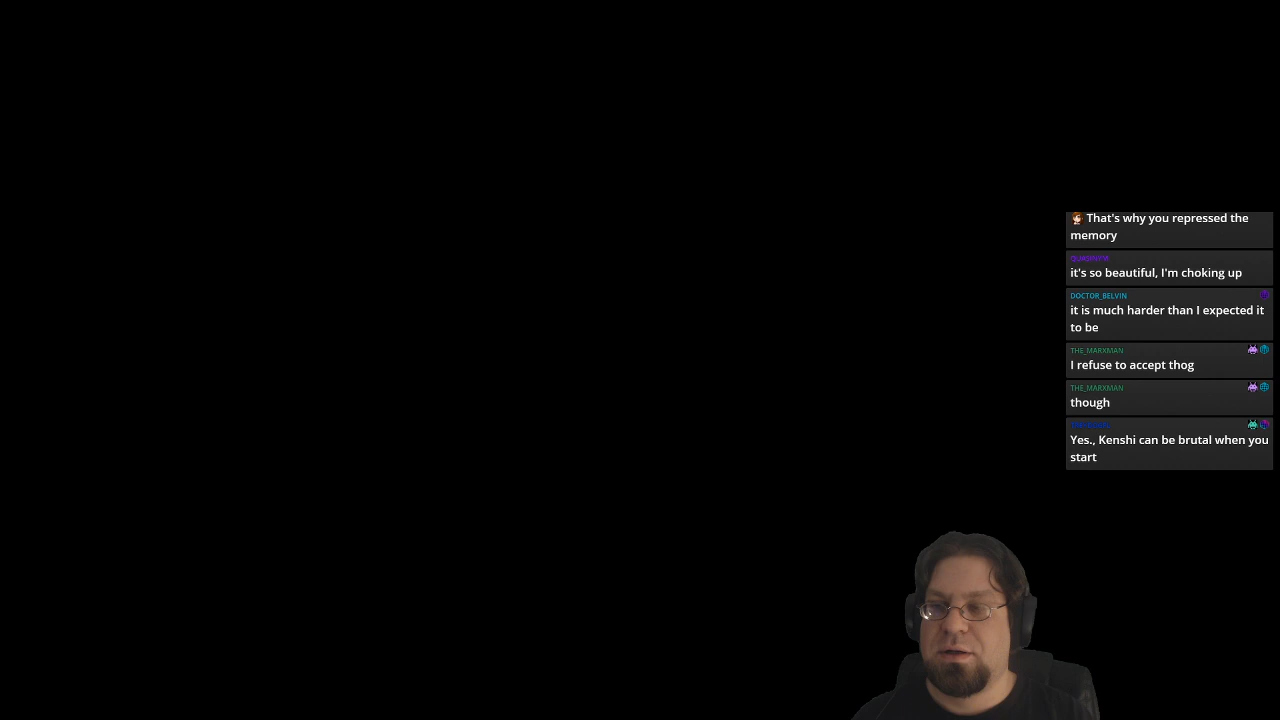 That's why you repressed the
memory
it's so beautiful, I'm choking up
DOCTOR_BELVIN
it is much harder than I expected it
to be
THE_MARXMAN
I refuse to accept thog
THE_MARXMAN
though
Yes., Kenshi can be brutal when you
start